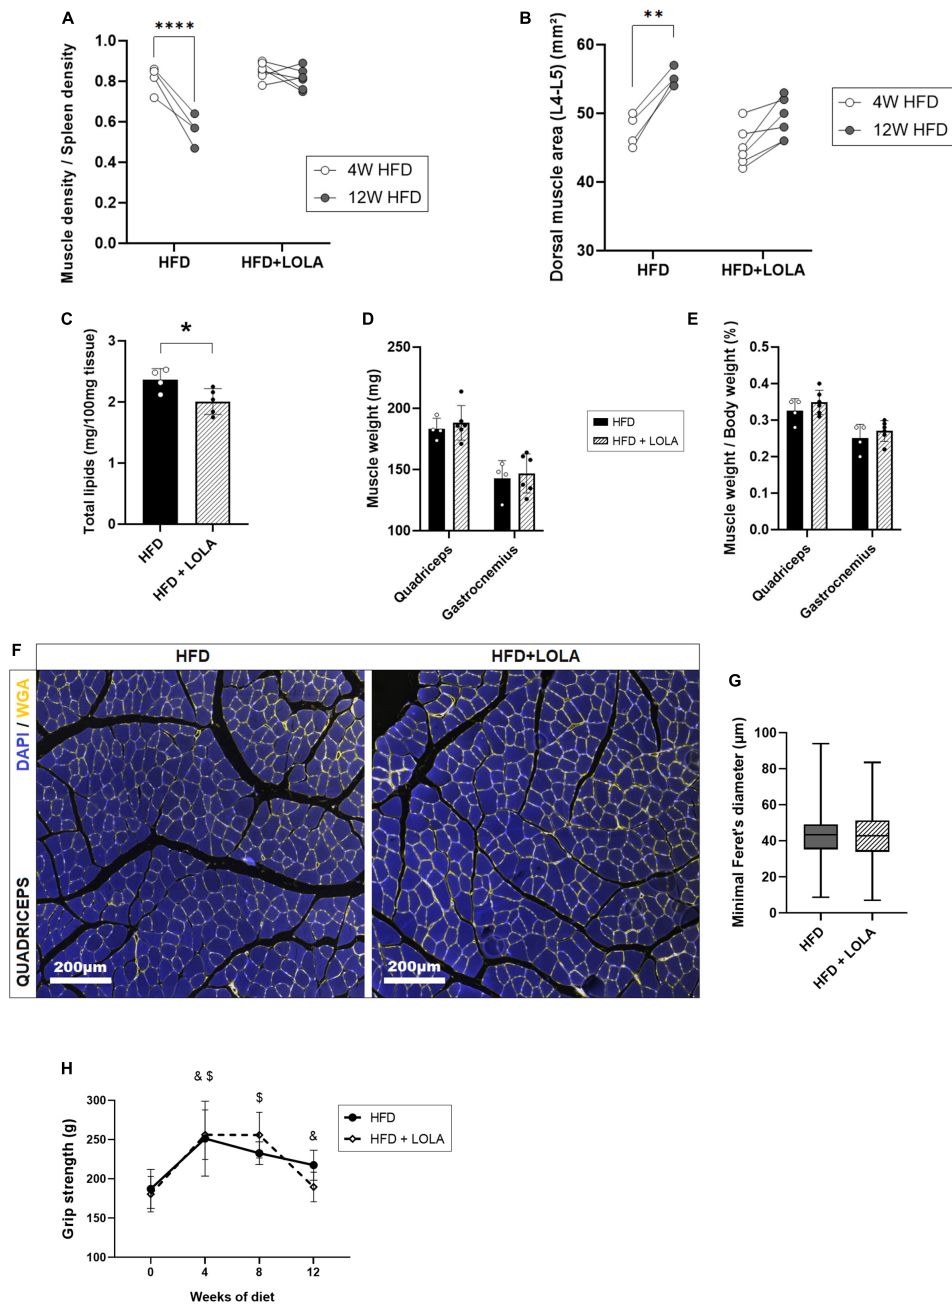 A
B
****
**
Muscle density / Spleen density
1.0
0.8
0.6
0.4
0.2
0.0
HFD
HFD+LOLA
4W HFD
12W HFD
Dorsal muscle area (L4-L5) (mm²)
60
50
40
30
HFD
HFD+LOLA
4W HFD
12W HFD
C
D
E
Total lipids (mg/100mg tissue)
3
2
1
0
*
HFD
HFD + LOLA
Muscle weight (mg)
250
200
150
100
Quadriceps
Gastrocnemius
HFD
HFD + LOLA
Muscle weight / Body weight (%)
0.5
0.4
0.3
0.2
0.1
0.0
Quadriceps
Gastrocnemius
F
HFD
HFD+LOLA
DAPI / WGA
QUADRICEPS
200µm
200µm
G
Minimal Feret's diameter (µm)
100
80
60
40
20
0
HFD
HFD + LOLA
H
& $
$
&
Grip strength (g)
300
250
200
150
100
0
4
8
12
Weeks of diet
HFD
HFD + LOLA